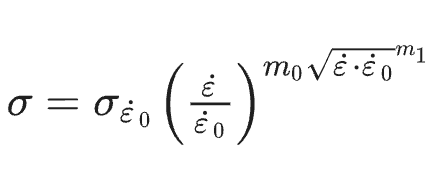 σ = σ_{ε̇ 0} (ε̇ / ε̇ 0)^{m0 √(ε̇·ε̇ 0)^{m1}}